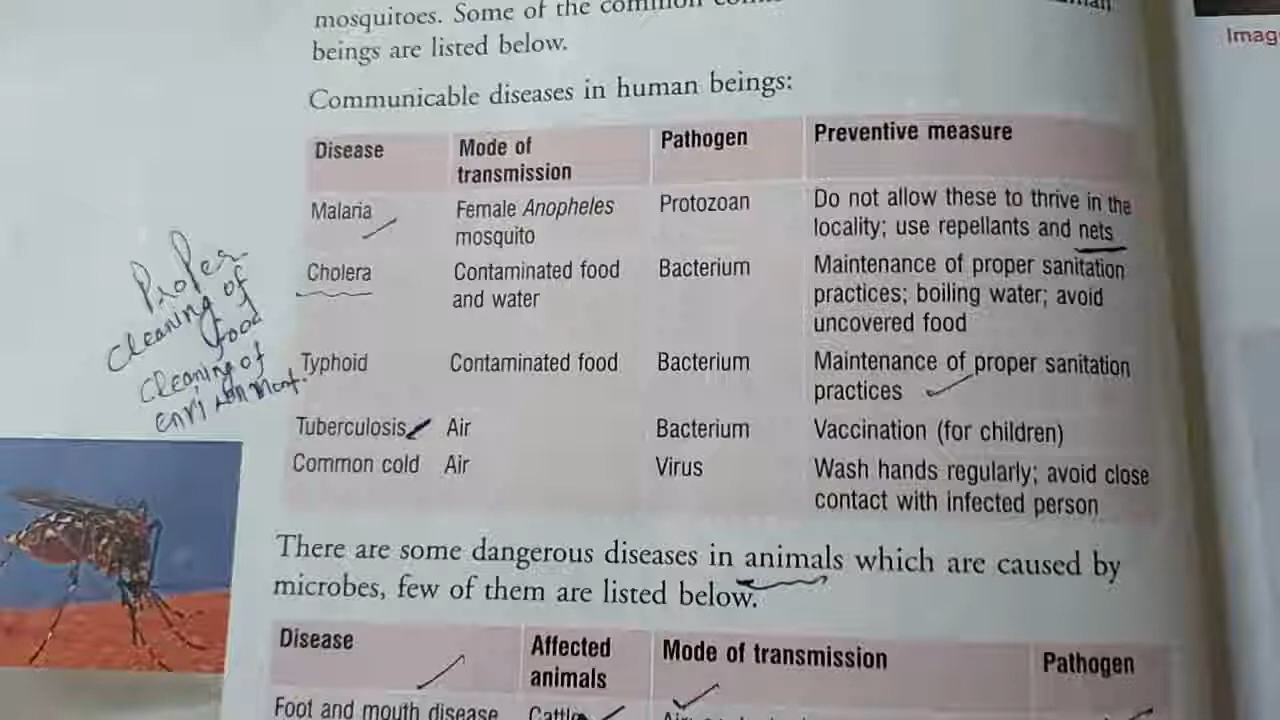 mosquitoes. Some of the common
beings are listed below.
Imag
Communicable diseases in human beings:
Disease Mode of transmission Pathogen Preventive measure
Malaria Female Anopheles mosquito Protozoan Do not allow these to thrive in the locality; use repellants and nets
Cholera Contaminated food and water Bacterium Maintenance of proper sanitation practices; boiling water; avoid uncovered food
Typhoid Contaminated food Bacterium Maintenance of proper sanitation practices
Tuberculosis Air Bacterium Vaccination (for children)
Common cold Air Virus Wash hands regularly; avoid close contact with infected person
Proper
cleaning of
food
cleaning of
There are some dangerous diseases in animals which are caused by
microbes, few of them are listed below.
Disease Affected animals Mode of transmission Pathogen
Foot and mouth disease Cattle